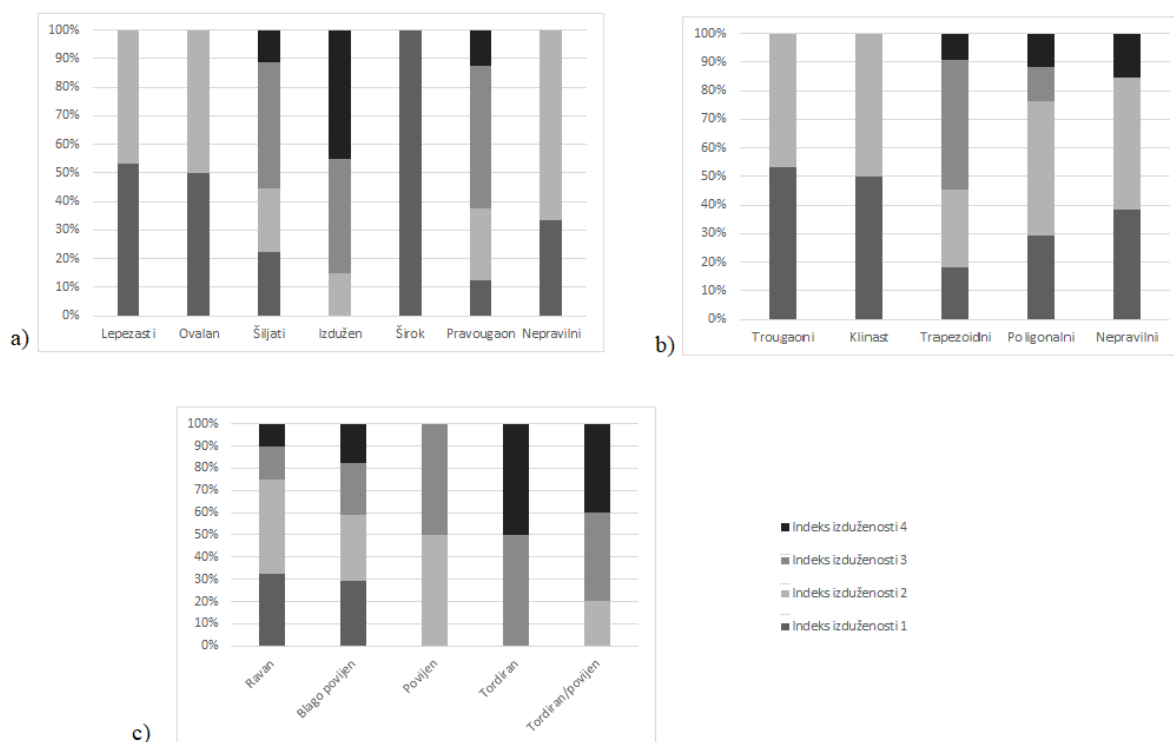 100%
90%
80%
70%
60%
50%
40%
30%
20%
10%
0%
Lepezasti Ovalan Šiljati Izdužen Širok Pravougaon Nepravilni
a)
100%
90%
80%
70%
60%
50%
40%
30%
20%
10%
0%
Trougaoni Klinast Trapezoidni Poligonalni Nepravilnii
b)
100%
90%
80%
70%
60%
50%
40%
30%
20%
10%
0%
Ravan
Blago povijen
Povijen
Tordiran
Tordiran/povijen
c)
Indeks izduženosti 4
Indeks izduženosti 3
Indeks izduženosti 2
Indeks izduženosti 1